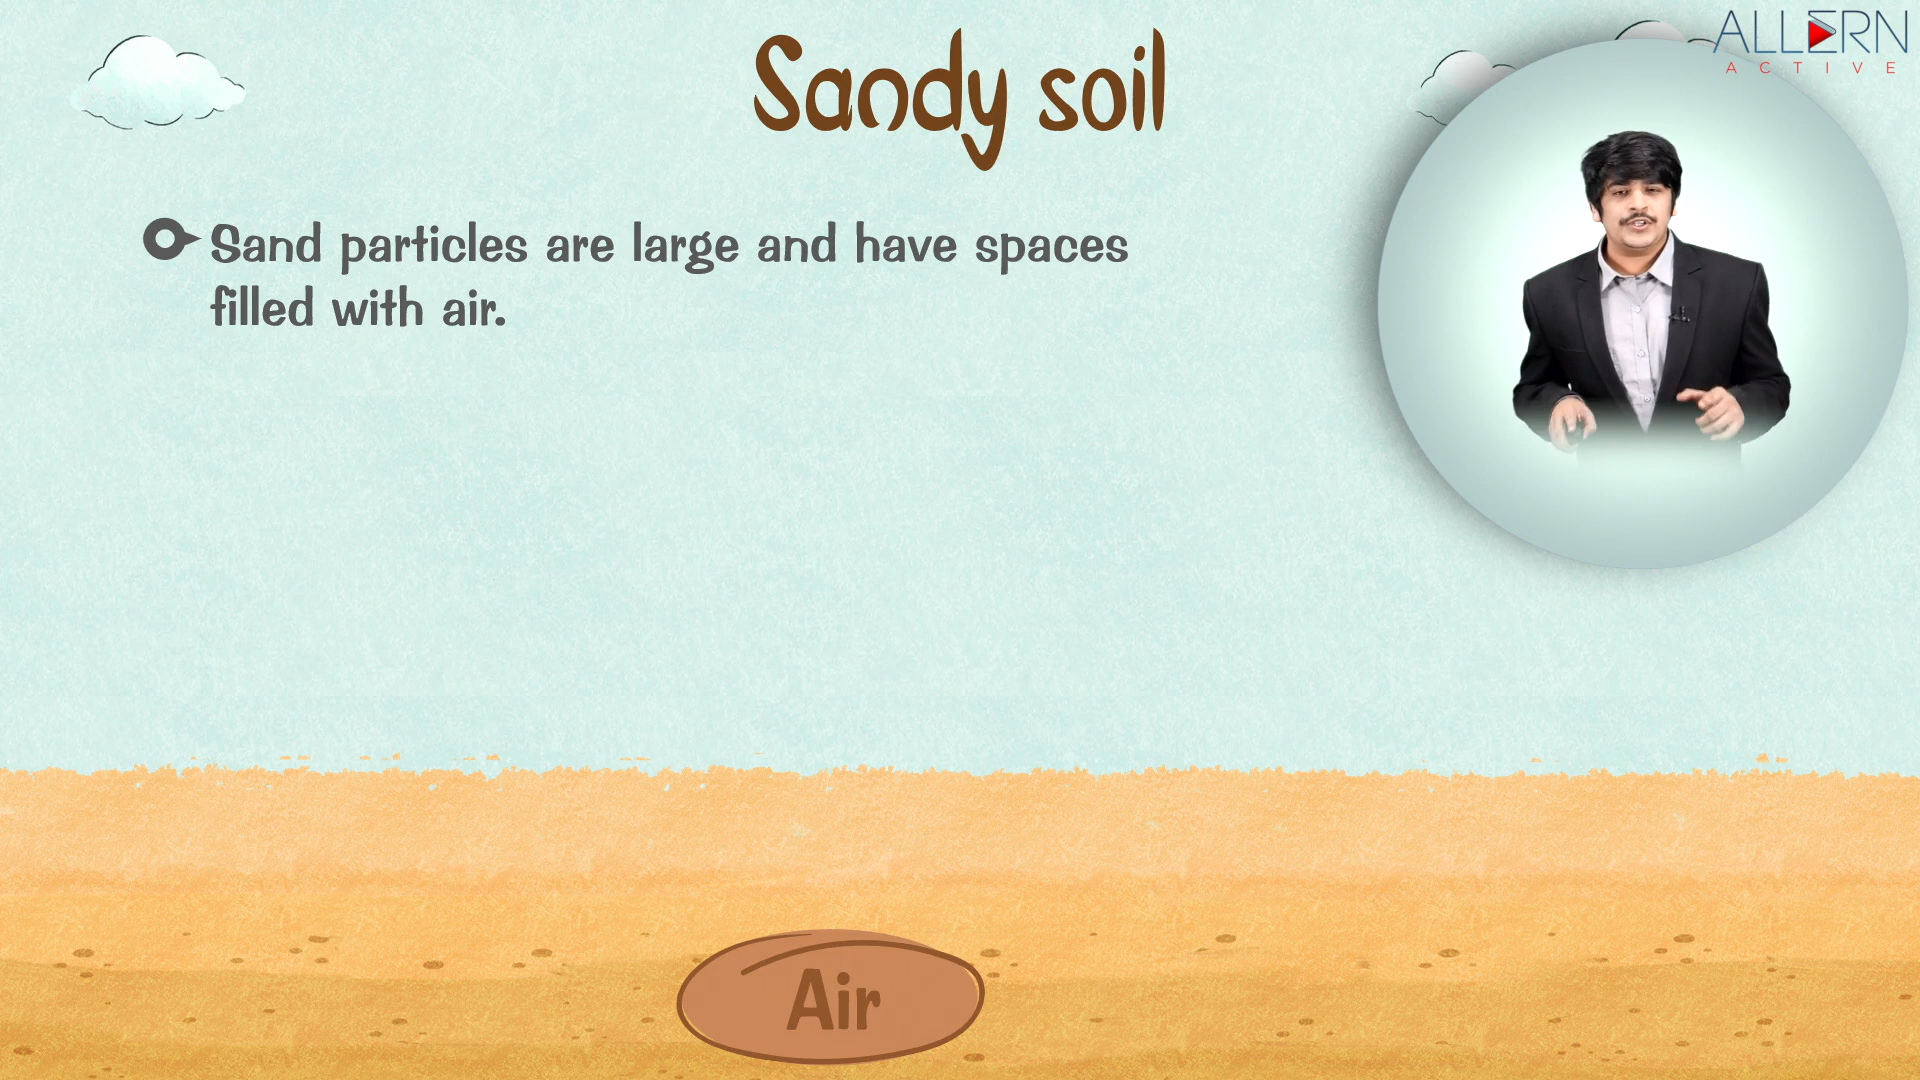 Sandy soil
ALLERN
ACTIVE
Sand particles are large and have spaces
filled with air.
Air